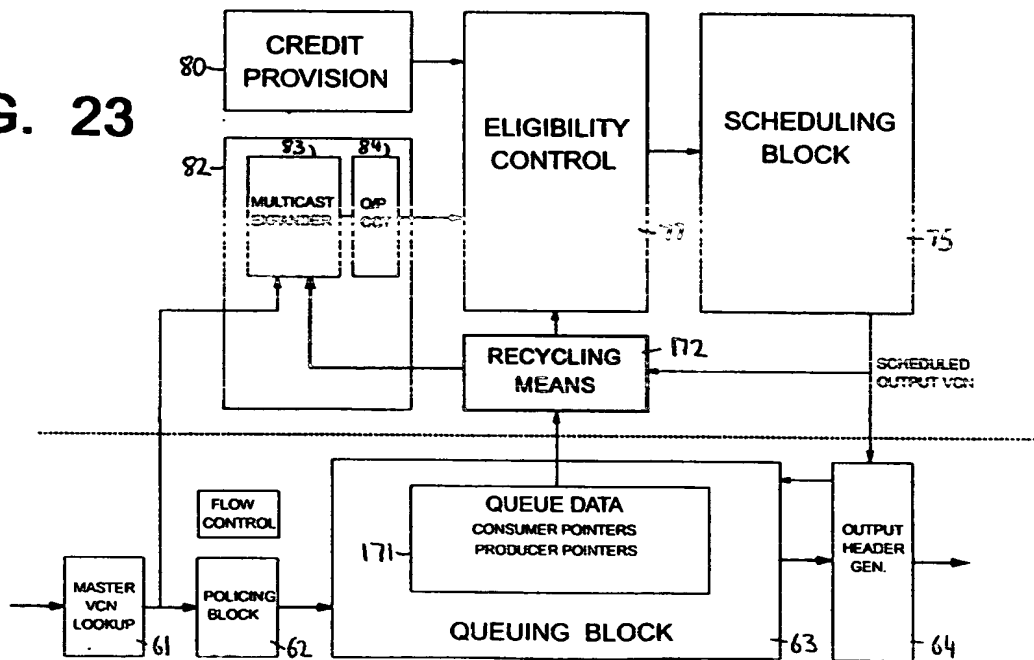 G. 23
80
CREDIT
PROVISION
ELIGIBILITY
CONTROL
77
SCHEDULING
BLOCK
75
82
83
84
MULTICAST
EXPANDER
O/P
CCT
RECYCLING
MEANS
172
SCHEDULED
OUTPUT VCN
FLOW
CONTROL
QUEUE DATA
CONSUMER POINTERS
PRODUCER POINTERS
171
OUTPUT
HEADER
GEN.
MASTER
VCN
LOOKUP
61
POLICING
BLOCK
62
QUEUING BLOCK
63
64